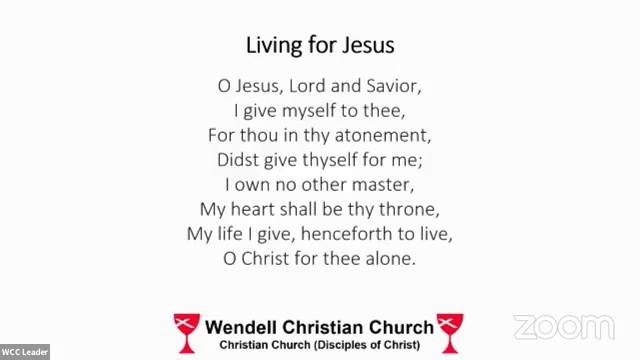 Living for Jesus
O Jesus, Lord and Savior,
I give myself to thee,
For thou in thy atonement,
Didst give thyself for me;
I own no other master,
My heart shall be thy throne,
My life I give, henceforth to live,
O Christ for thee alone.
Wendell Christian Church
Christian Church (Disciples of Christ)
WCC Leader
zoom